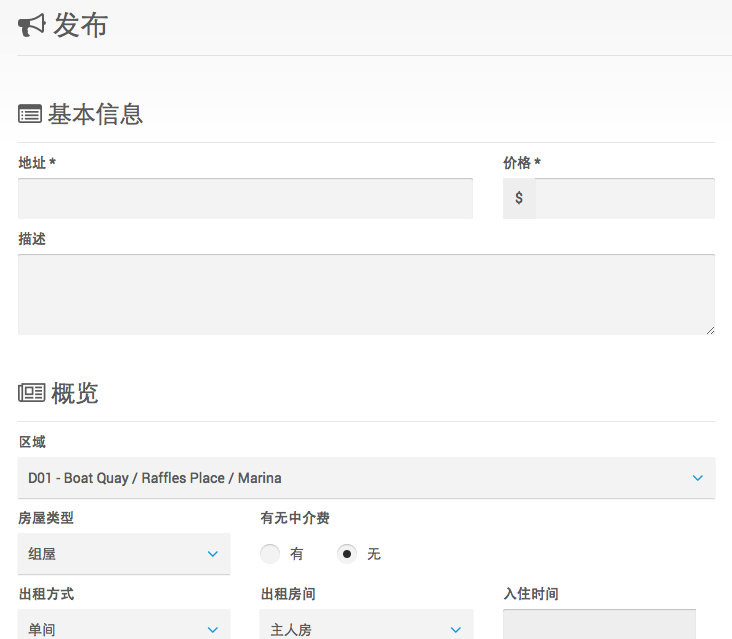 发布
基本信息
地址 * 价格 *
$
描述
概览
区域
D01 - Boat Quay / Raffles Place / Marina
房屋类型 有无中介费
组屋 有 无
出租方式 出租房间 入住时间
单间 主人房